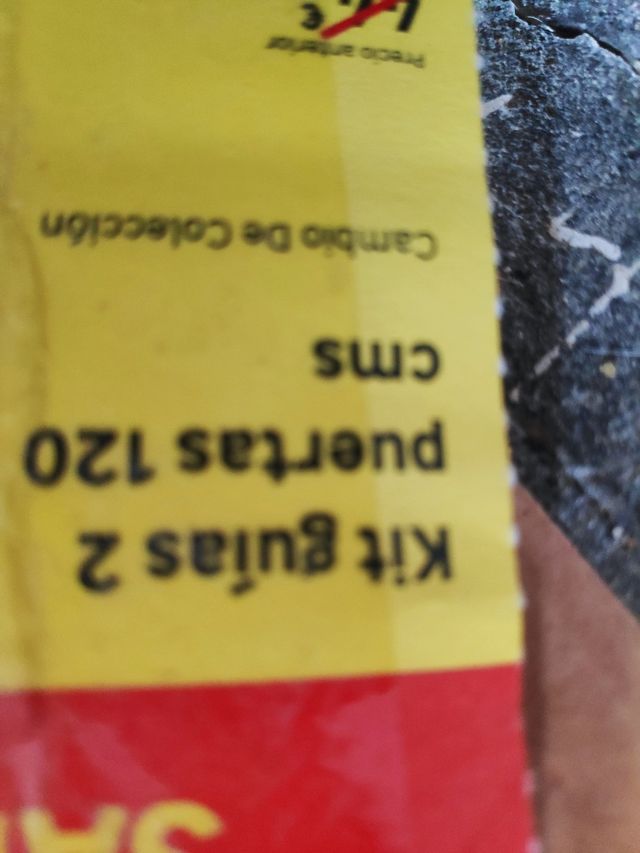 Kit guías 2
puertas 120
cms
Cambio De Colección
Precio anterior
€